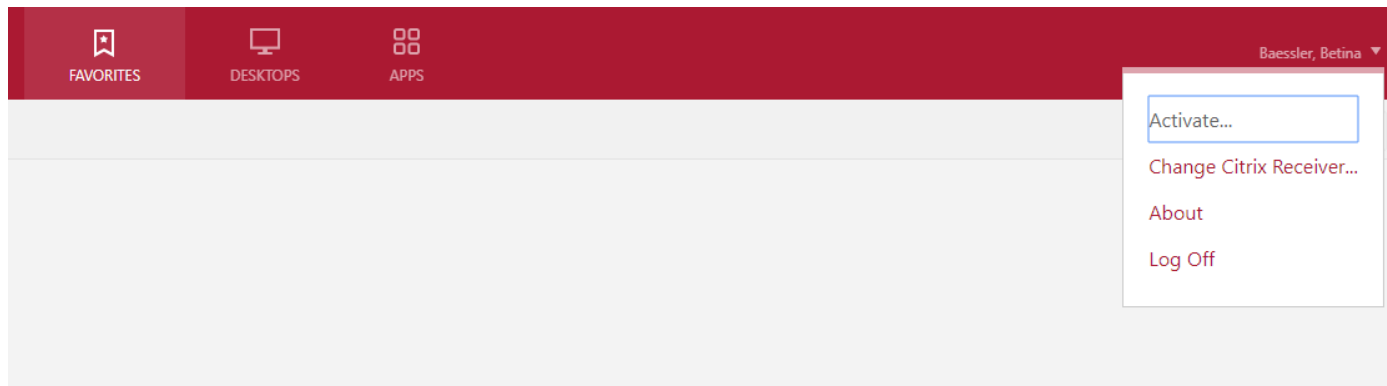 FAVORITES
DESKTOPS
APPS
Baessler, Betina
Activate...
Change Citrix Receiver...
About
Log Off